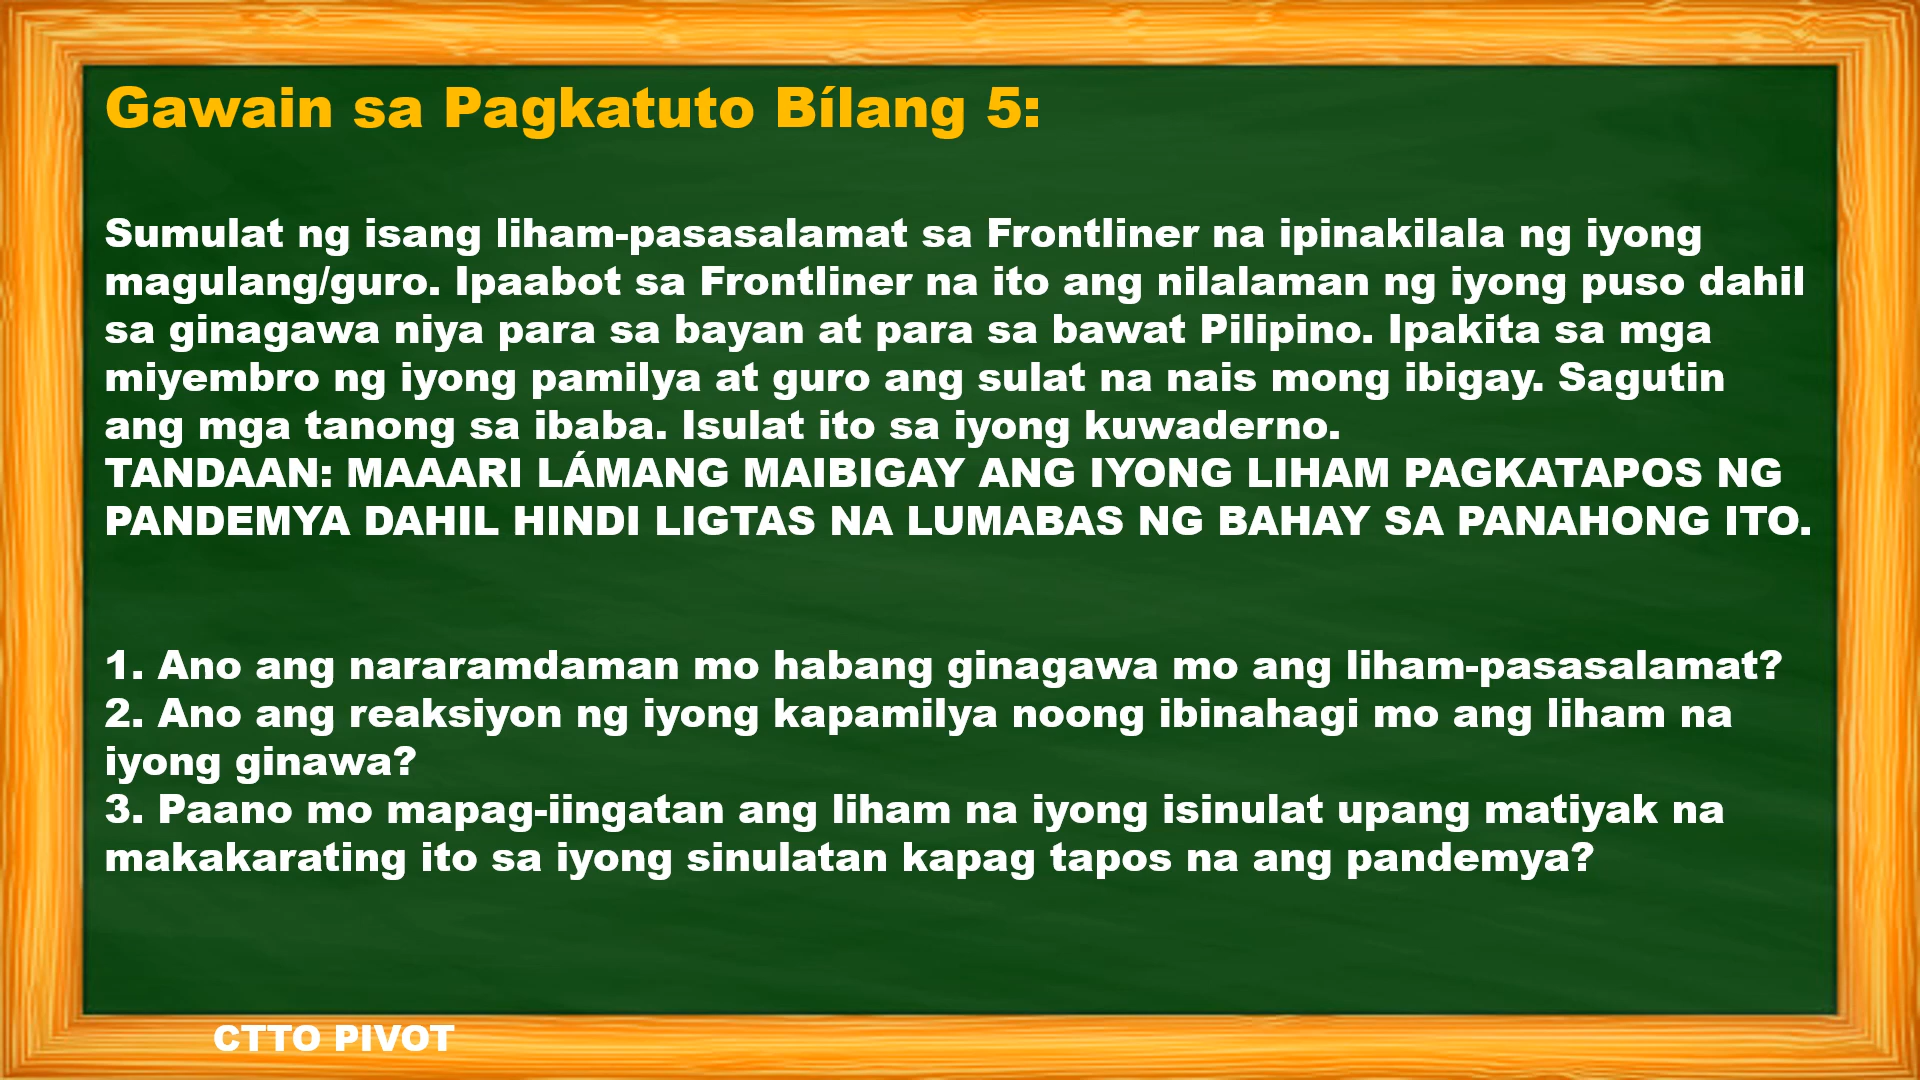 Gawain sa Pagkatuto Bílang 5:
Sumulat ng isang liham-pasasalamat sa Frontliner na ipinakilala ng iyong
magulang/guro. Ipaabot sa Frontliner na ito ang nilalaman ng iyong puso dahil
sa ginagawa niya para sa bayan at para sa bawat Pilipino. Ipakita sa mga
miyembro ng iyong pamilya at guro ang sulat na nais mong ibigay. Sagutin
ang mga tanong sa ibaba. Isulat ito sa iyong kuwaderno.
TANDAAN: MAAARI LÁMANG MAIBIGAY ANG IYONG LIHAM PAGKATAPOS NG
PANDEMYA DAHIL HINDI LIGTAS NA LUMABAS NG BAHAY SA PANAHONG ITO.
1. Ano ang nararamdaman mo habang ginagawa mo ang liham-pasasalamat?
2. Ano ang reaksiyon ng iyong kapamilya noong ibinahagi mo ang liham na
iyong ginawa?
3. Paano mo mapag-iingatan ang liham na iyong isinulat upang matiyak na
makakarating ito sa iyong sinulatan kapag tapos na ang pandemya?
CTTO PIVOT